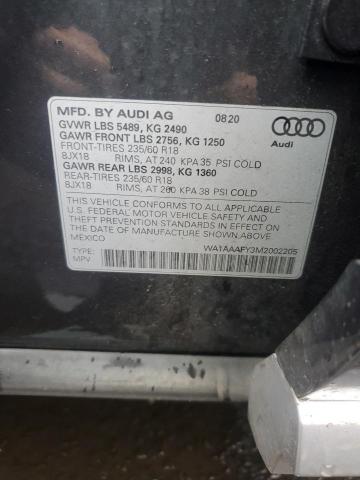 MFD. BY AUDI AG 08/20
GVWR LBS 5489, KG 2490
GAWR FRONT LBS 2756, KG 1250
FRONT-TIRES 235/60 R18
8JX18 RIMS, AT 240 KPA 35 PSI COLD
GAWR REAR LBS 2998, KG 1360
REAR-TIRES 235/60 R18
8JX18 RIMS, AT 260 KPA 38 PSI COLD
THIS VEHICLE CONFORMS TO ALL APPLICABLE
U.S. FEDERAL MOTOR VEHICLE SAFETY, BUMPER AND
THEFT PREVENTION STANDARDS IN EFFECT
ON THE DATE OF MANUFACTURE SHOWN ABOVE.
MEXICO
WA1AAAFY3M2002205
TYPE:
MPV